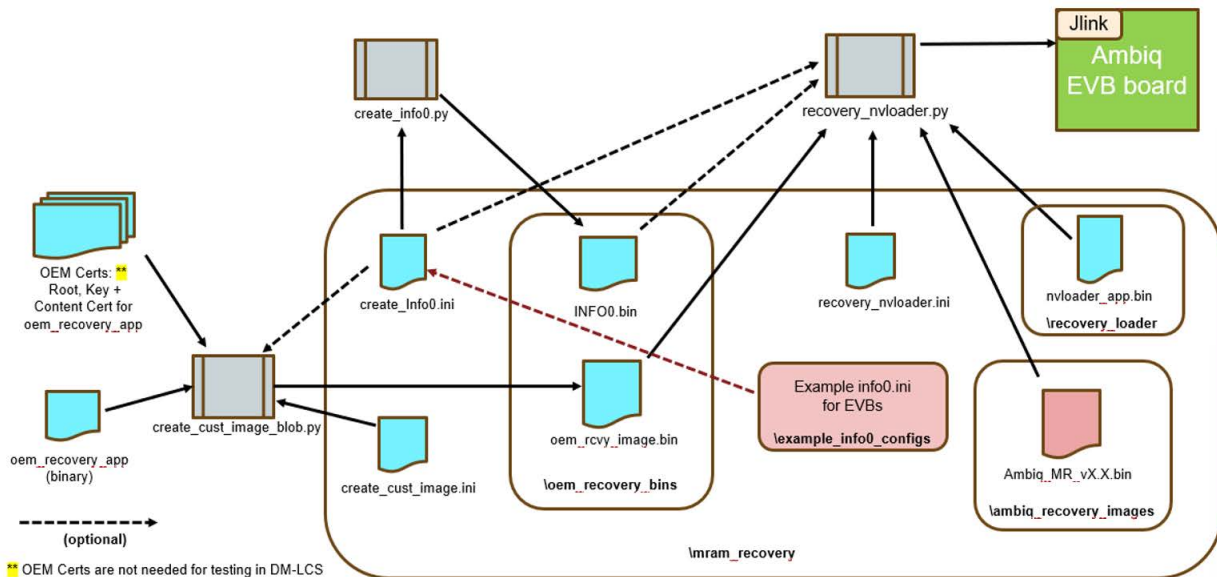 Jlink
Ambiq
EVB board
create_info0.py
recovery_nvloader.py
OEM Certs: **
Root, Key +
Content Cert for
oem_recovery_app
create_Info0.ini
INFO0.bin
recovery_nvloader.ini
nvloader_app.bin
\recovery_loader
create_cust_image_blob.py
oem_recovery_app
(binary)
create_cust_image.ini
oem_rcvy_image.bin
\oem_recovery_bins
Example info0.ini
for EVBs
\example_info0_configs
Ambiq_MR_vX.X.bin
\ambiq_recovery_images
(optional)
\mram_recovery
** OEM Certs are not needed for testing in DM-LCS